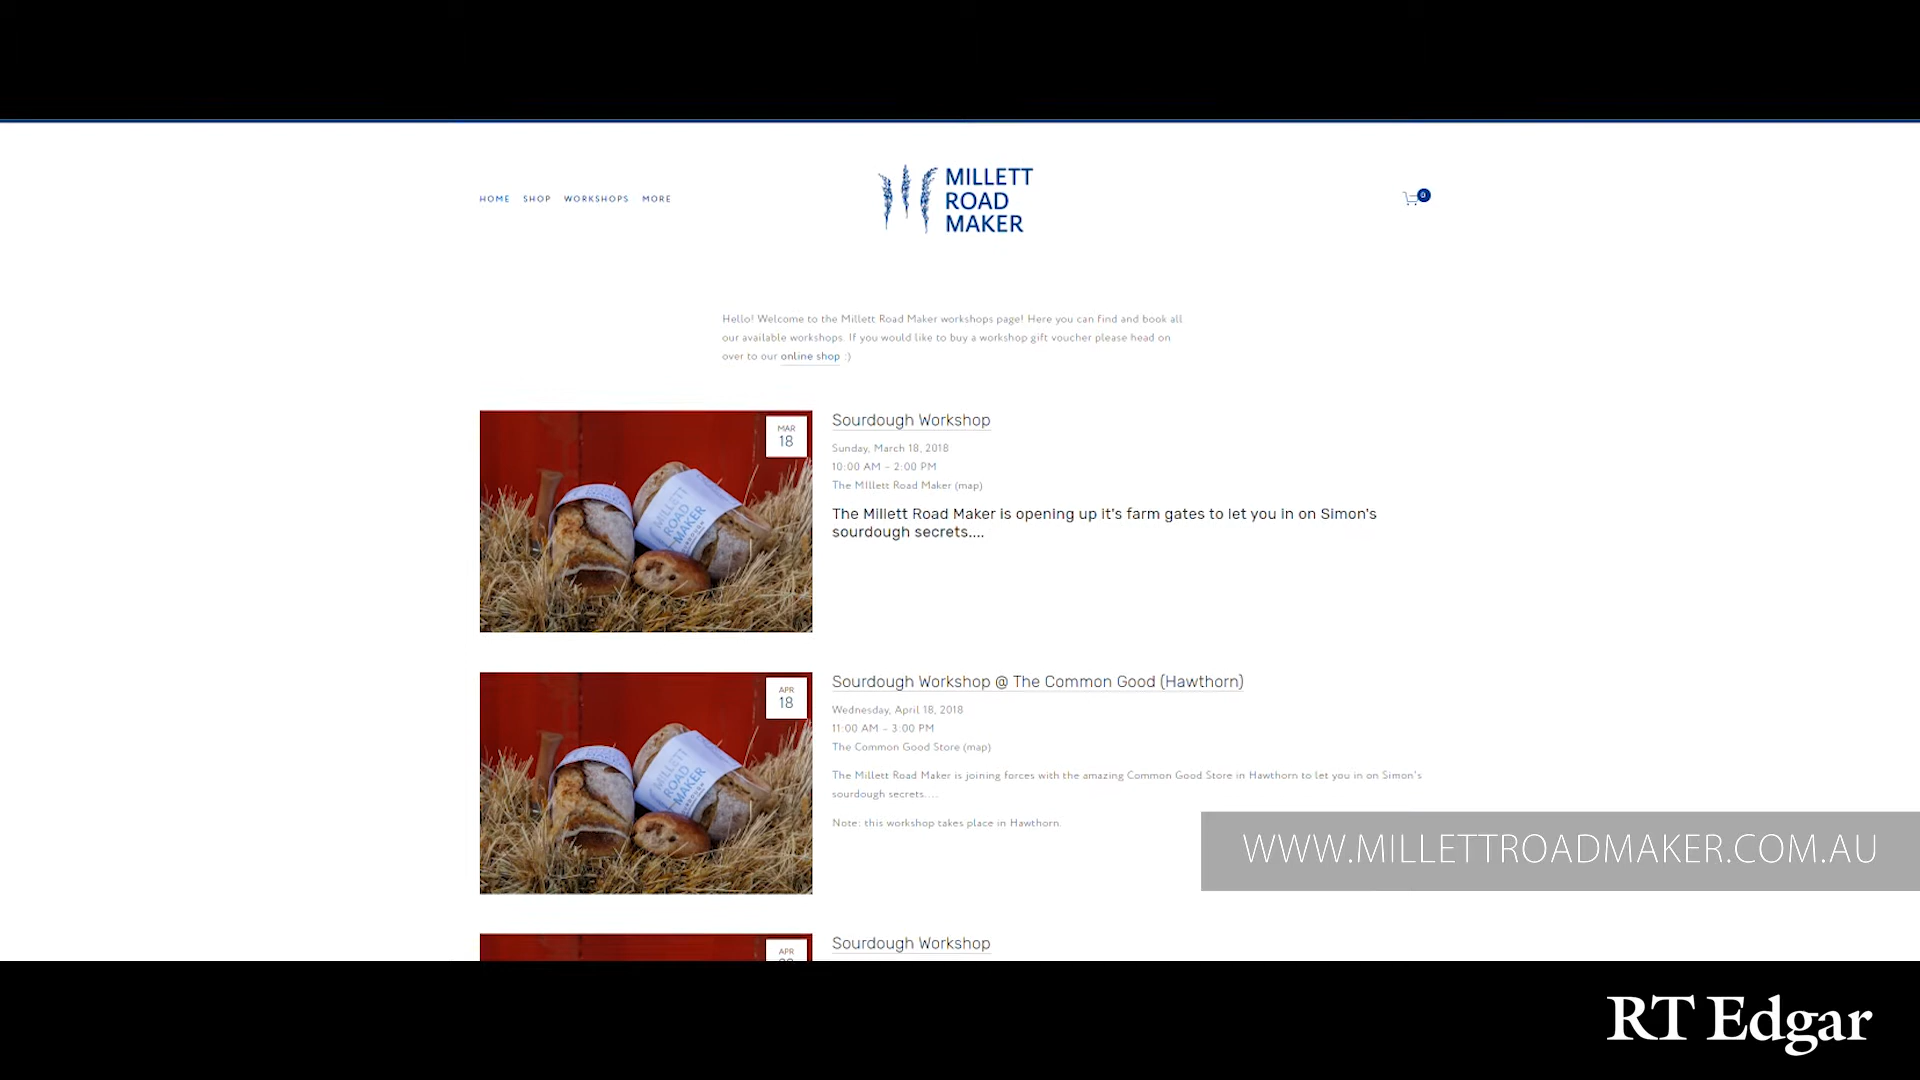 HOME SHOP WORKSHOPS MORE
MILLETT
ROAD
MAKER
0
Hello! Welcome to the Millett Road Maker workshops page! Here you can find and book all
our available workshops. If you would like to buy a workshop gift voucher please head on
over to our online shop :)
MAR
18
MILLETT
ROAD
MAKER
Sourdough Workshop
Sunday, March 18, 2018
10:00 AM – 2:00 PM
The MIllett Road Maker (map)
The Millett Road Maker is opening up it's farm gates to let you in on Simon's
sourdough secrets....
APR
18
MILLETT
ROAD
MAKER
Sourdough Workshop @ The Common Good (Hawthorn)
Wednesday, April 18, 2018
11:00 AM – 3:00 PM
The Common Good Store (map)
The Millett Road Maker is joining forces with the amazing Common Good Store in Hawthorn to let you in on Simon's
sourdough secrets....
Note: this workshop takes place in Hawthorn.
WWW.MILLETTROADMAKER.COM.AU
APR
Sourdough Workshop
RT Edgar